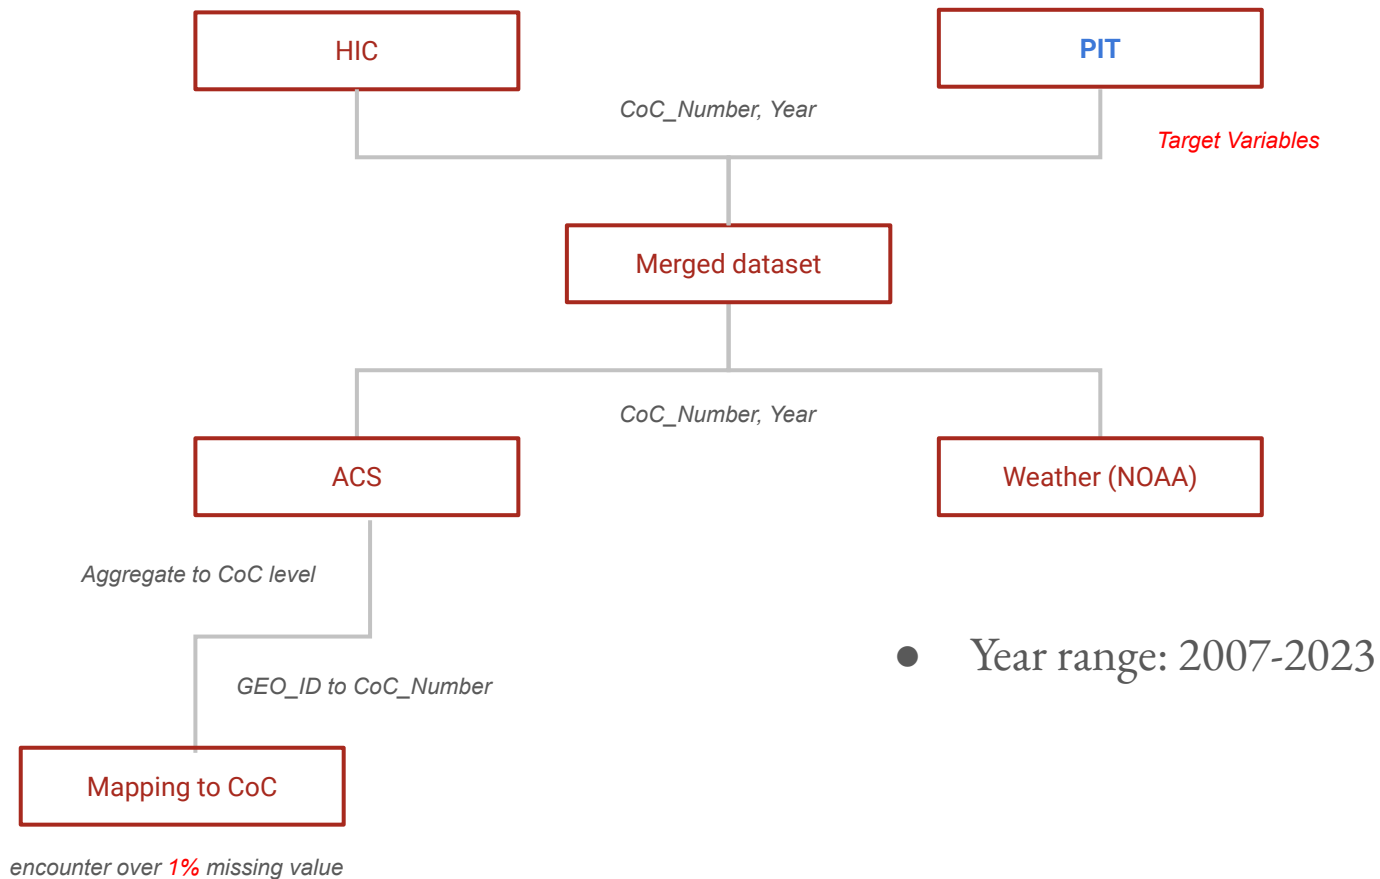 HIC
PIT
CoC_Number, Year
Target Variables
Merged dataset
CoC_Number, Year
ACS
Weather (NOAA)
Aggregate to CoC level
● Year range: 2007-2023
GEO_ID to CoC_Number
Mapping to CoC
encounter over 1% missing value